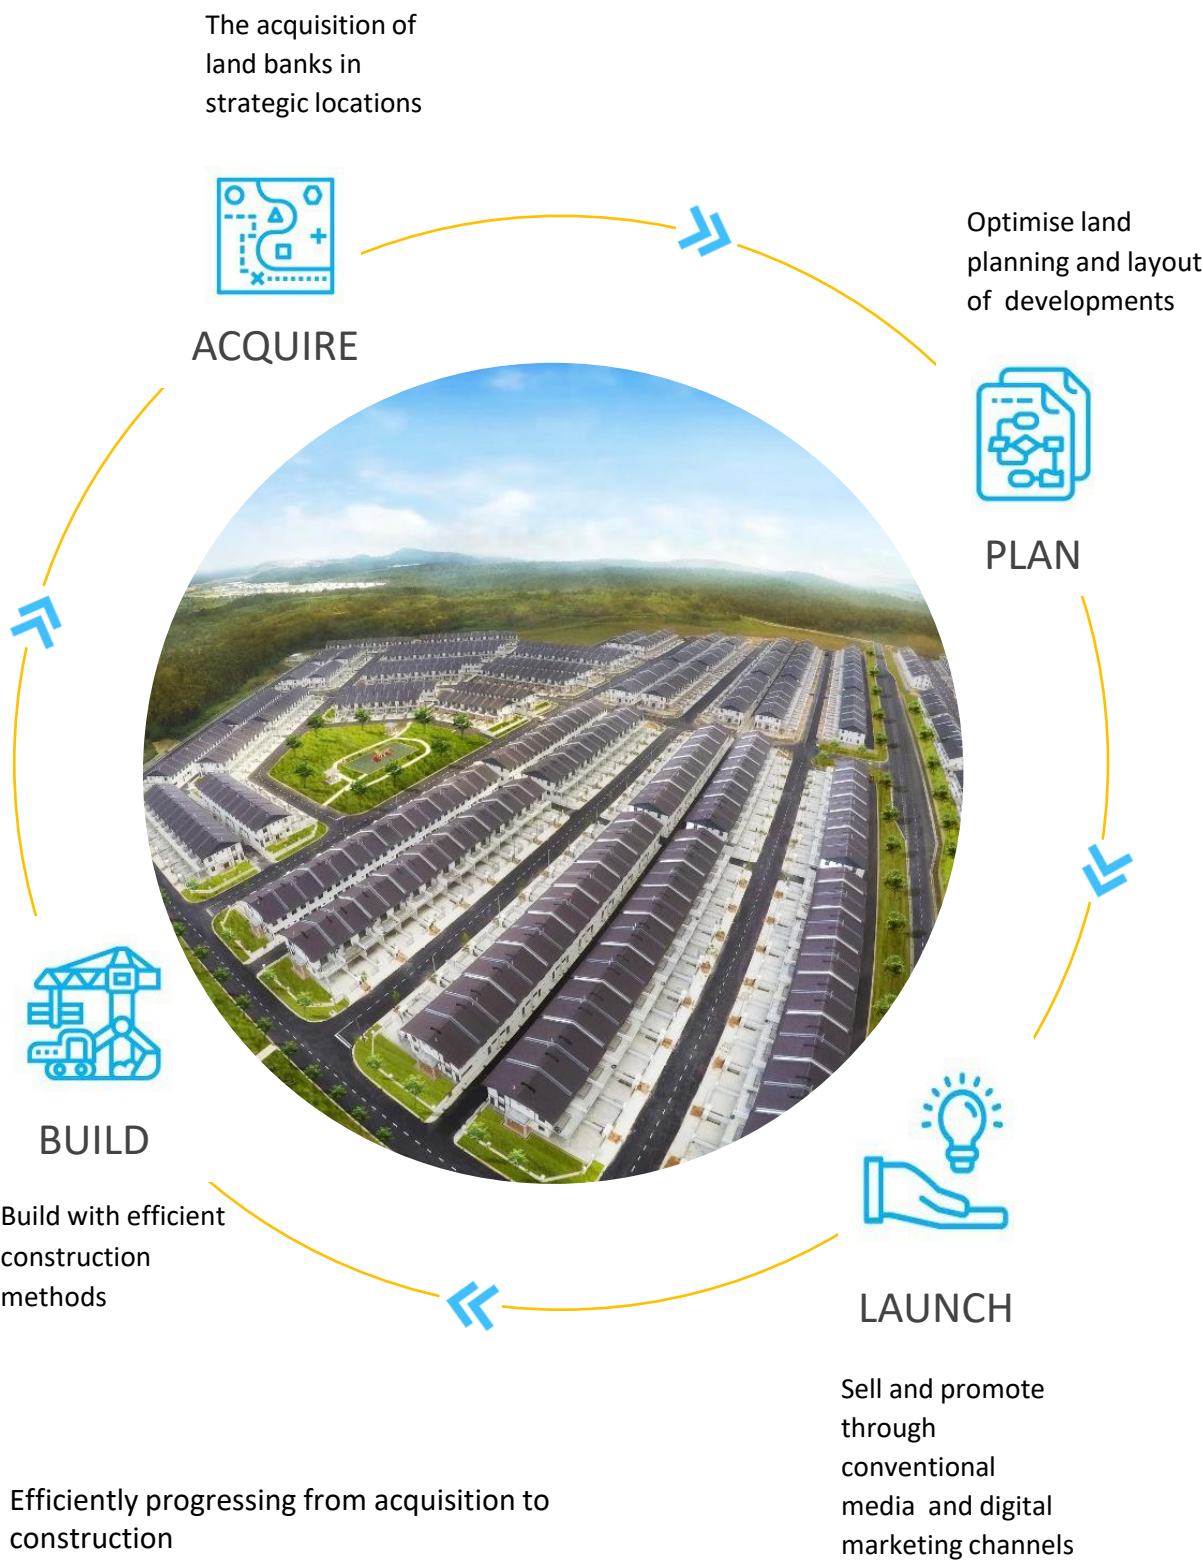 The acquisition of
land banks in
strategic locations
ACQUIRE
Optimise land
planning and layout
of  developments
PLAN
LAUNCH
Sell and promote
through
conventional
media  and digital
marketing channels
BUILD
Build with efficient
construction
methods
Efficiently progressing from acquisition to
construction